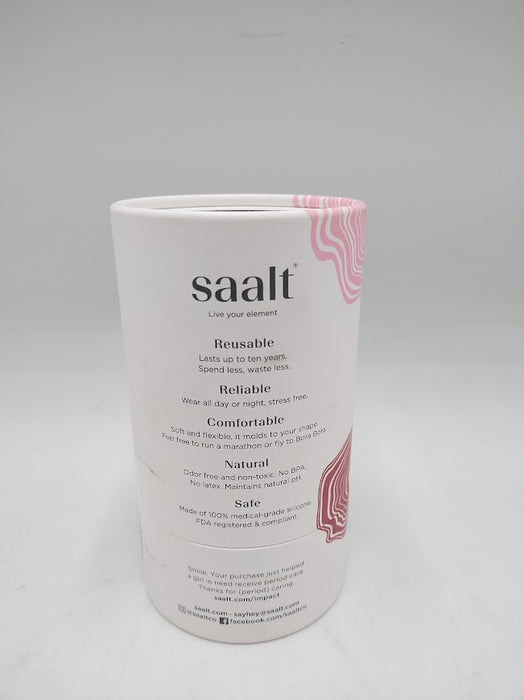 saalt®
Live your element
Reusable
Lasts up to ten years.
Spend less, waste less.
Reliable
Wear all day or night, stress free.
Comfortable
Soft and flexible, it molds to your shape.
Feel free to run a marathon or fly to Bora Bora.
Natural
Odor free and non-toxic. No BPA.
No latex. Maintains natural pH.
Safe
Made of 100% medical-grade silicone.
FDA registered & compliant.
Smile. Your purchase just helped
a girl in need receive period care.
Thanks for (period) caring.
saalt.com/impact
saalt.com · sayhey@saalt.com
@saaltco facebook.com/saaltco